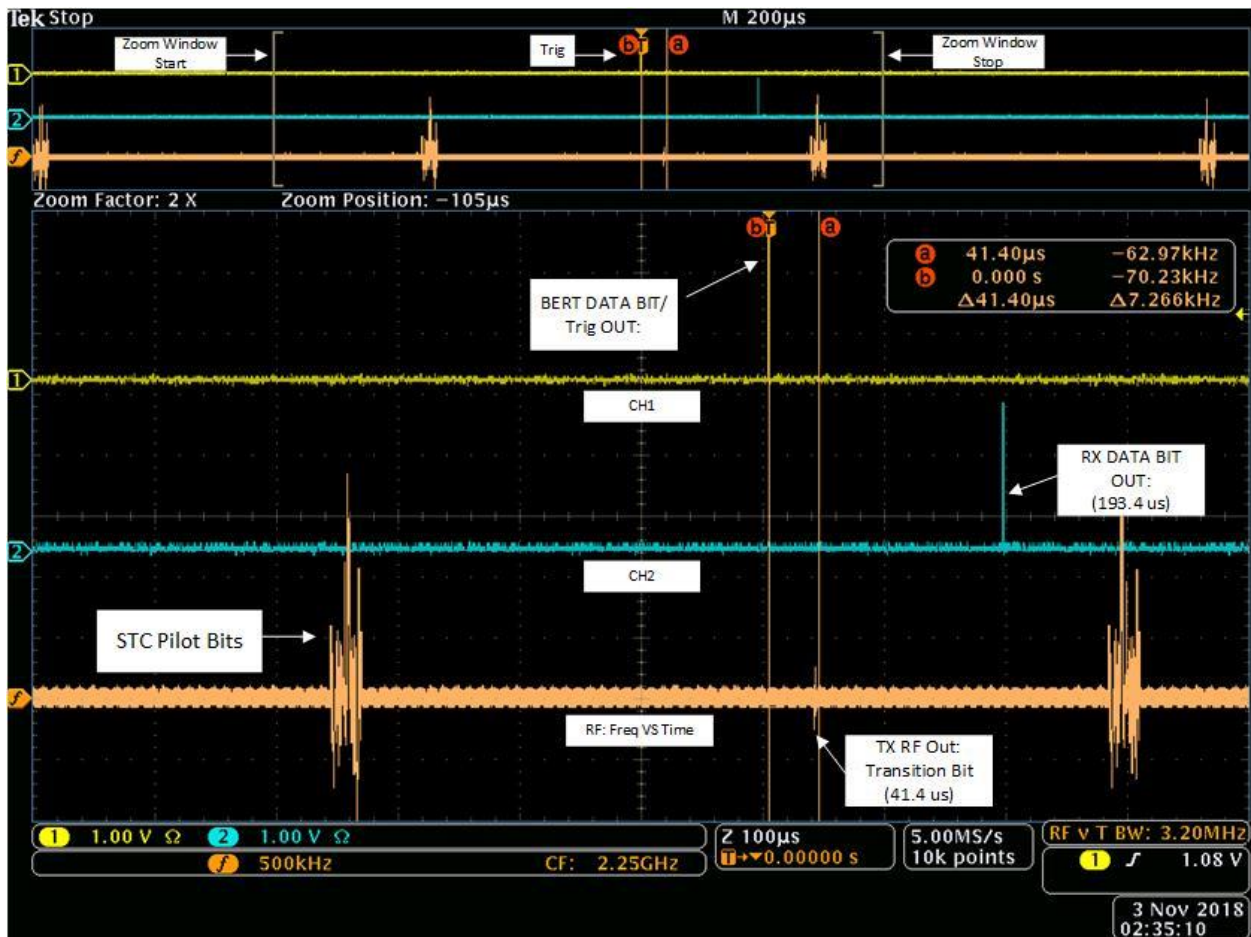 Tek Stop
M 200µs
Zoom Window
Start
Trig
b T a
Zoom Window
Stop
1
2
f
Zoom Factor: 2 X
Zoom Position: −105µs
b T a
a 41.40µs −62.97kHz
b 0.000 s −70.23kHz
Δ41.40µs Δ7.266kHz
BERT DATA BIT/
Trig OUT:
1
CH1
RX DATA BIT
OUT:
(193.4 us)
2
CH2
STC Pilot Bits
f
RF: Freq VS Time
TX RF Out:
Transition Bit
(41.4 us)
1 1.00 V Ω 2 1.00 V Ω
f 500kHz CF: 2.25GHz
Z 100µs
T→▼0.00000 s
5.00MS/s
10k points
RF v T BW: 3.20MHz
1 ƒ 1.08 V
3 Nov 2018
02:35:10